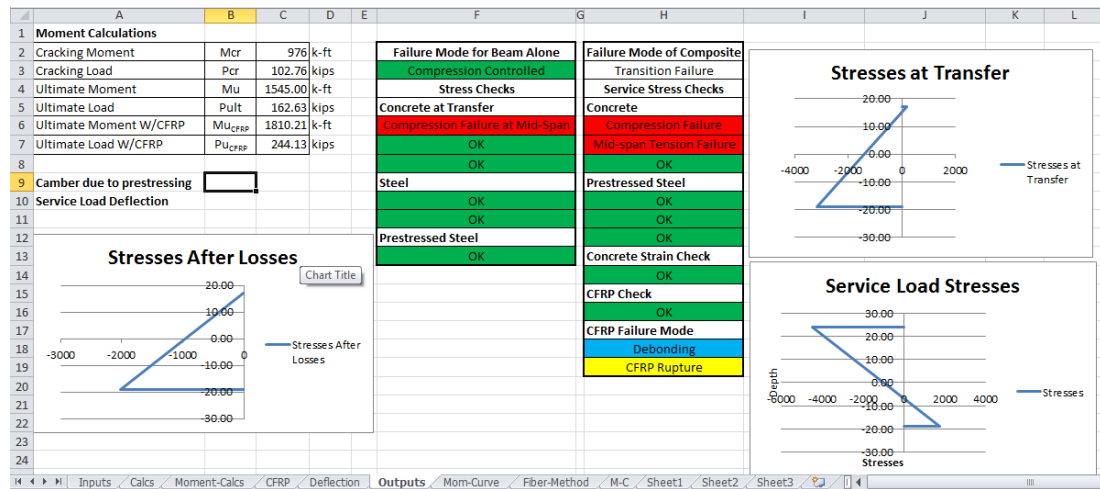 A B C D E F G H I J K L
1 Moment Calculations
2 Cracking Moment Mcr 976 k-ft Failure Mode for Beam Alone Failure Mode of Composite
3 Cracking Load Pcr 102.76 kips Compression Controlled Transition Failure
4 Ultimate Moment Mu 1545.00 k-ft Stress Checks Service Stress Checks
5 Ultimate Load Pult 162.63 kips Concrete at Transfer Concrete
6 Ultimate Moment W/CFRP MuCFRP 1810.21 k-ft Compression Failure at Mid-Span Compression Failure
7 Ultimate Load W/CFRP PuCFRP 244.13 kips OK Mid-span Tension Failure
8 OK OK
9 Camber due to prestressing Steel Prestressed Steel
10 Service Load Deflection OK OK
11 OK OK
12 Prestressed Steel OK
13 OK Concrete Strain Check
14 OK
15 CFRP Check
16 OK
17 CFRP Failure Mode
18 Debonding
19 CFRP Rupture
20
21
22
23
24
Stresses After Losses
Chart Title
20.00
10.00
0.00
-3000 -2000 -1000 0
-10.00
-20.00
-30.00
Stresses After
Losses
Stresses at Transfer
20.00
10.00
0.00
-4000 -2000 0 2000
-10.00
-20.00
-30.00
Stresses at
Transfer
Service Load Stresses
30.00
20.00
10.00
0.00
-6000 -4000 -2000 0 2000 4000
-10.00
-20.00
-30.00
Depth
Stresses
Stresses
Inputs Calcs Moment-Calcs CFRP Deflection Outputs Mom-Curve Fiber-Method M-C Sheet1 Sheet2 Sheet3